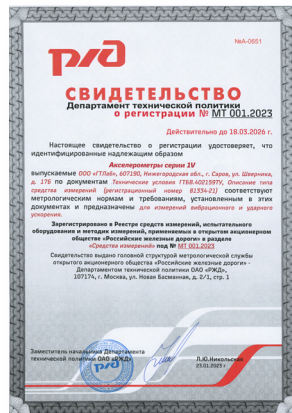 №А-0551
ржд
СВИДЕТЕЛЬСТВО
Департамент технической политики
о регистрации № МТ 001.2023
Действительно до 18.03.2026 г.
Настоящее свидетельство о регистрации удостоверяет, что
идентифицированные надлежащим образом
Акселерометры серии 1V
выпускаемые ООО «ГТЛаб», 607190, Нижегородская обл., г. Саров, ул. Шверника,
д. 17Б по документам Технические условия ГТБВ.402159ТУ, Описание типа
средства измерений (регистрационный номер 81334-21) соответствуют
метрологическим нормам и требованиям, установленным в этих
документах и предназначены для измерений вибрационного и ударного
ускорения.
Зарегистрировано в Реестре средств измерений, испытательного
оборудования и методик измерений, применяемых в открытом акционерном
обществе «Российские железные дороги» в разделе
«Средства измерений» под № МТ 001.2023
Свидетельство выдано головной структурой метрологической службы
открытого акционерного общества «Российские железные дороги» -
Департаментом технической политики ОАО «РЖД»,
107174, г. Москва, ул. Новая Басманная, д. 2/1, стр. 1
Заместитель начальника Департамента
технической политики ОАО «РЖД»
Л.Ю.Никольская
23.01.2023 г.